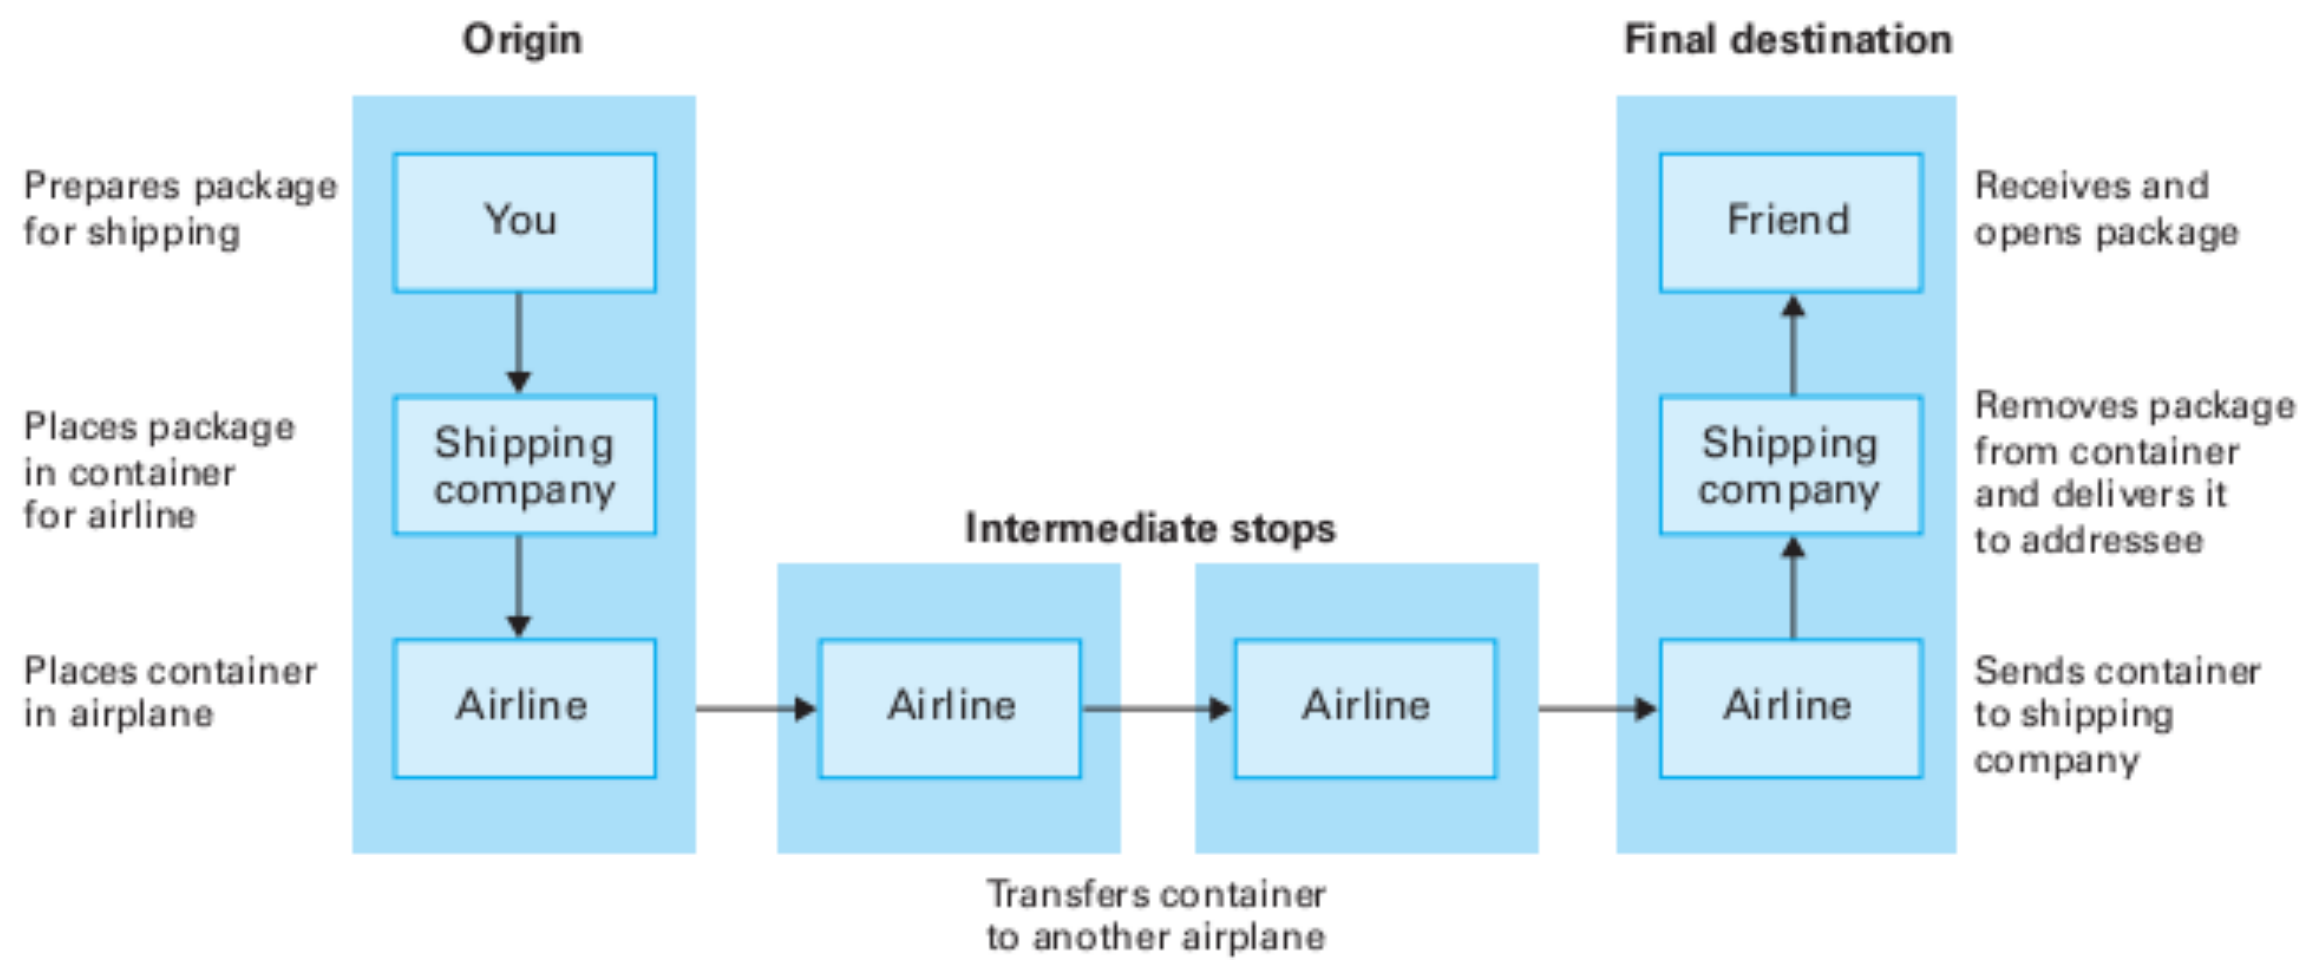 Origin
Final destination
Prepares package
for shipping
You
Friend
Receives and
opens package
Places package
in container
for airline
Shipping
company
Shipping
company
Removes package
from container
and delivers it
to addressee
Intermediate stops
Places container
in airplane
Airline
Airline
Airline
Airline
Sends container
to shipping
company
Transfers container
to another airplane